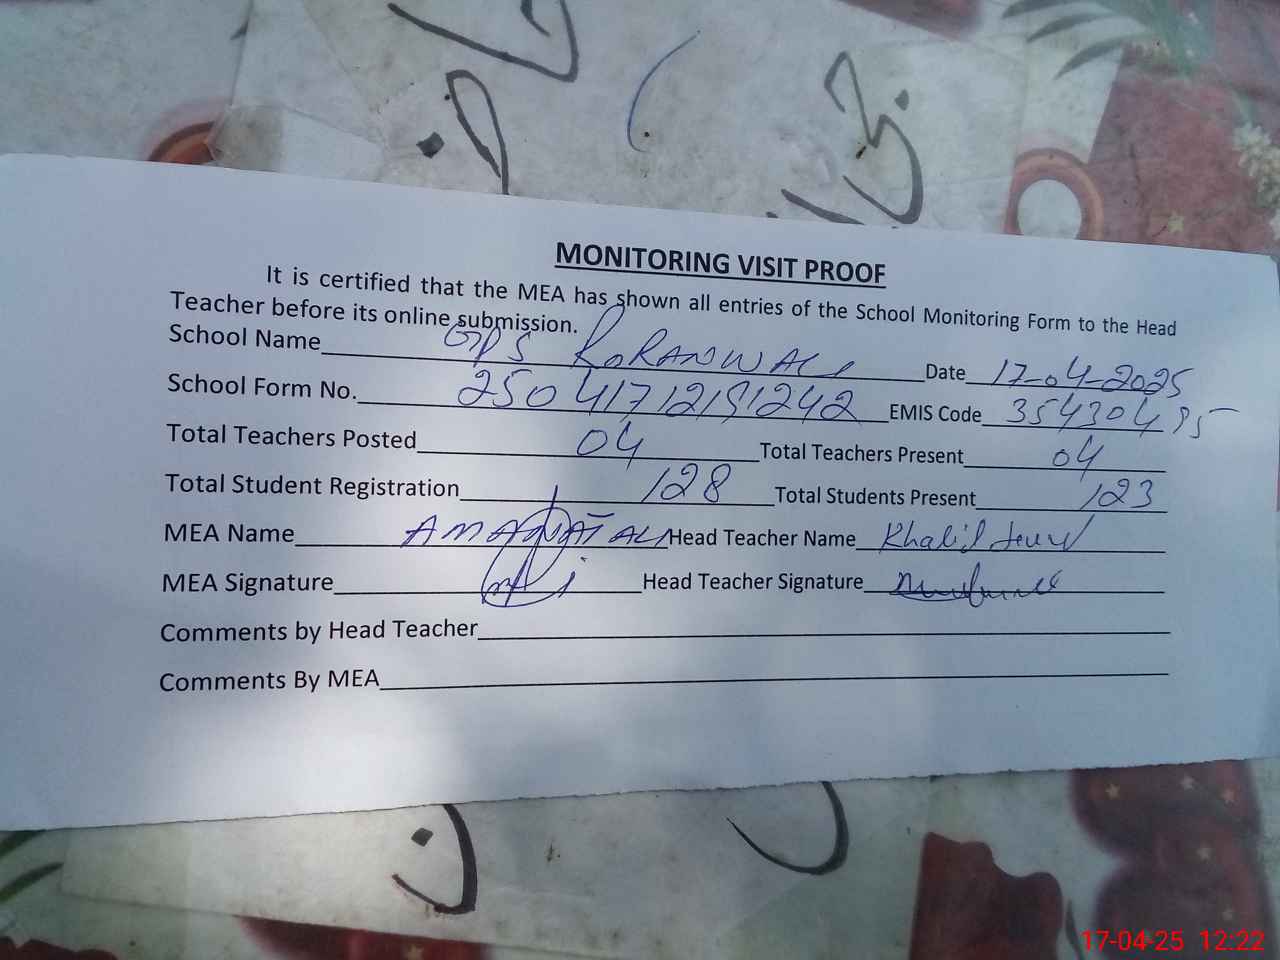 MONITORING VISIT PROOF
It is certified that the MEA has shown all entries of the School Monitoring Form to the Head
Teacher before its online submission.
School Name GPS KORANWALI Date 17-04-2025
School Form No. EMIS Code 35430495
Total Teachers Posted 04 Total Teachers Present 04
Total Student Registration 128 Total Students Present 123
MEA Name AMANAT ALI Head Teacher Name Khalil
MEA Signature Head Teacher Signature
Comments by Head Teacher
Comments By MEA
17-04-25 12:22